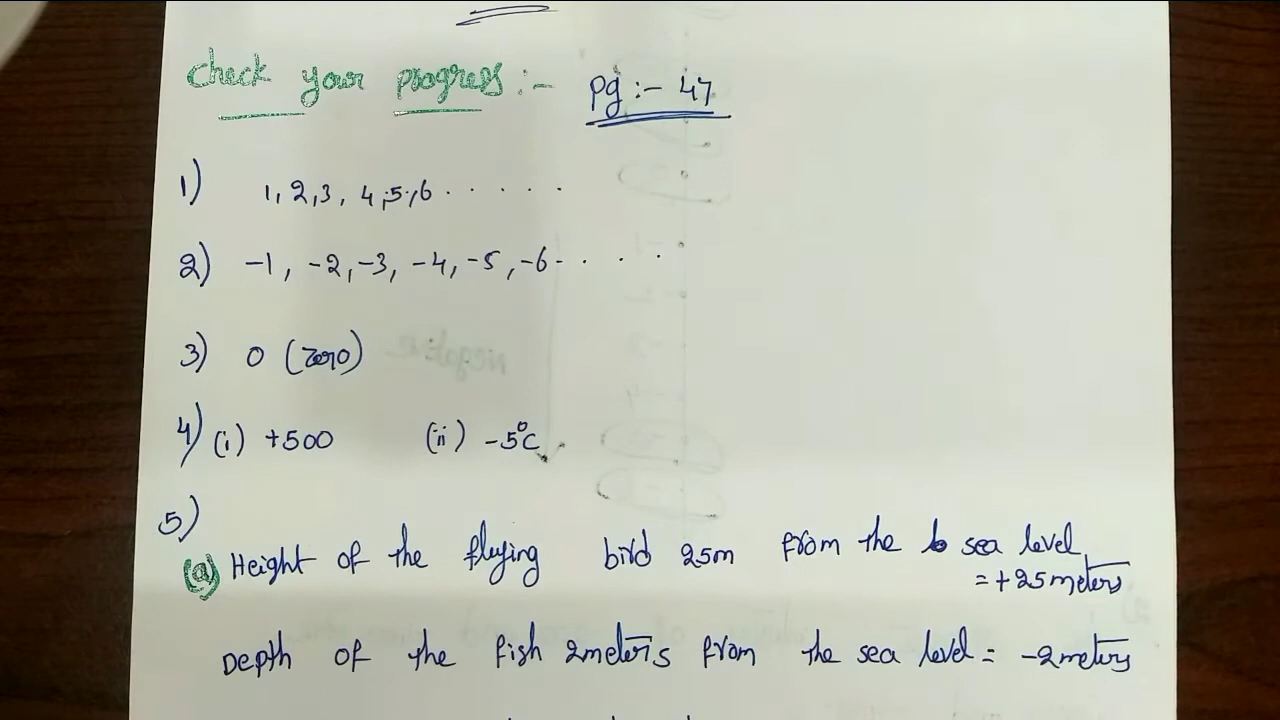 Check your progress :- Pg :- 47
1) 1, 2, 3, 4, 5, 6 . . . . .
2) -1, -2, -3, -4, -5, -6 . . . . .
3) 0 (zero)
4) (i) +500 (ii) -5°C
5)
(a) Height of the flying bird 25m from the sea level
= +25 meters
Depth of the fish 2 meters from the sea level = -2 meters